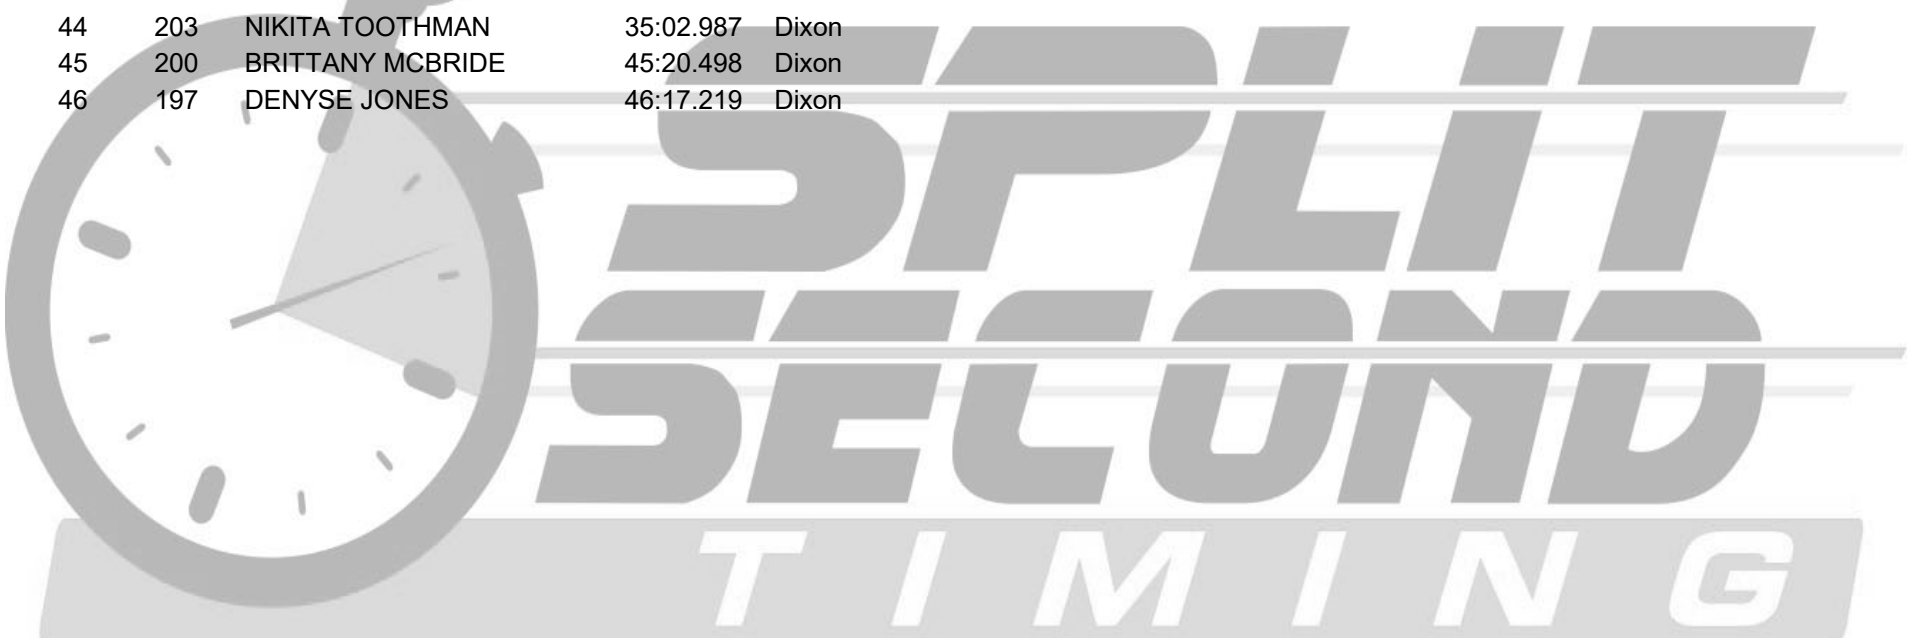 44 203 NIKITA TOOTHMAN 35:02.987 Dixon
45 200 BRITTANY MCBRIDE 45:20.498 Dixon
46 197 DENYSE JONES 46:17.219 Dixon
SPLIT
SECOND
TIMING